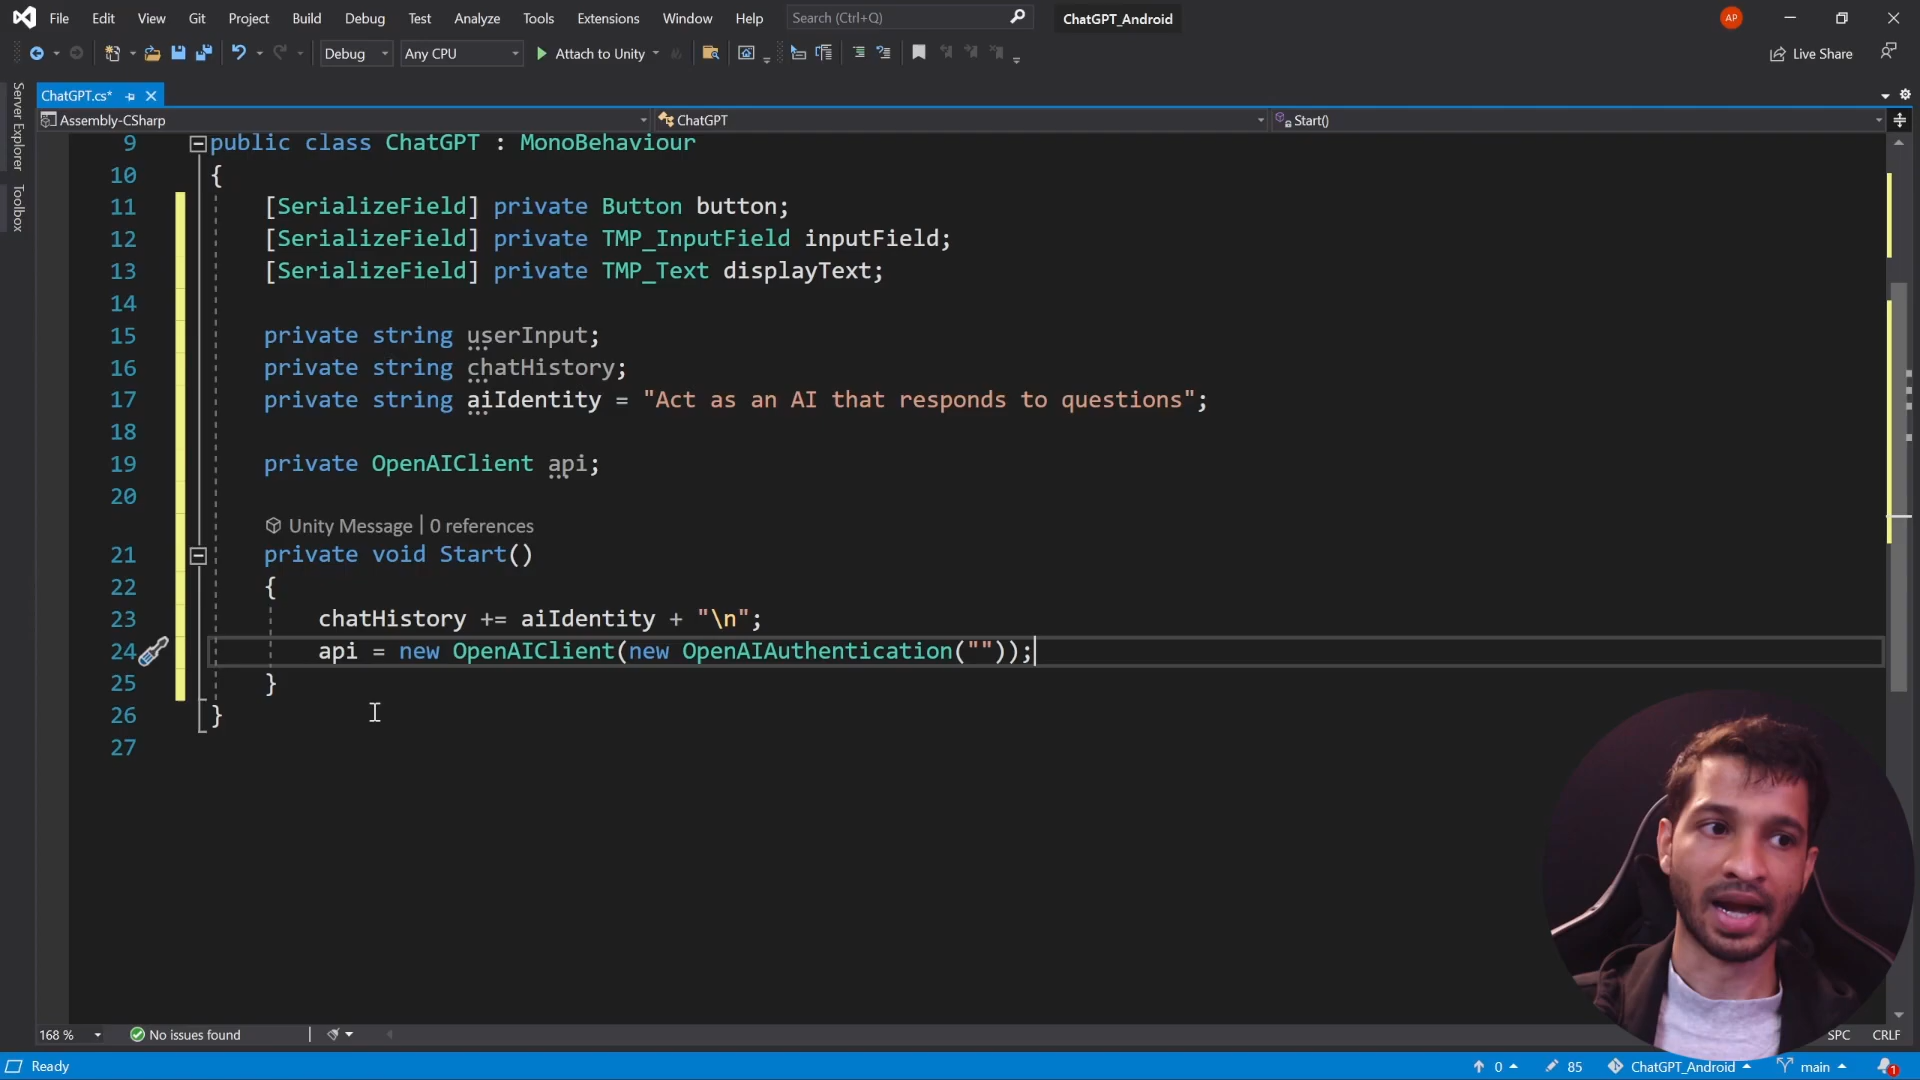 File Edit View Git Project Build Debug Test Analyze Tools Extensions Window Help Search (Ctrl+Q) ChatGPT_Android AP
Debug Any CPU Attach to Unity Live Share
Server Explorer
Toolbox
ChatGPT.cs*
Assembly-CSharp ChatGPT Start()
9 public class ChatGPT : MonoBehaviour
10 {
11 [SerializeField] private Button button;
12 [SerializeField] private TMP_InputField inputField;
13 [SerializeField] private TMP_Text displayText;
14
15 private string userInput;
16 private string chatHistory;
17 private string aiIdentity = "Act as an AI that responds to questions";
18
19 private OpenAIClient api;
20
Unity Message | 0 references
21 private void Start()
22 {
23 chatHistory += aiIdentity + "\n";
24 api = new OpenAIClient(new OpenAIAuthentication(""));
25 }
26 }
27
168 % No issues found SPC CRLF
Ready 0 85 ChatGPT_Android main 1